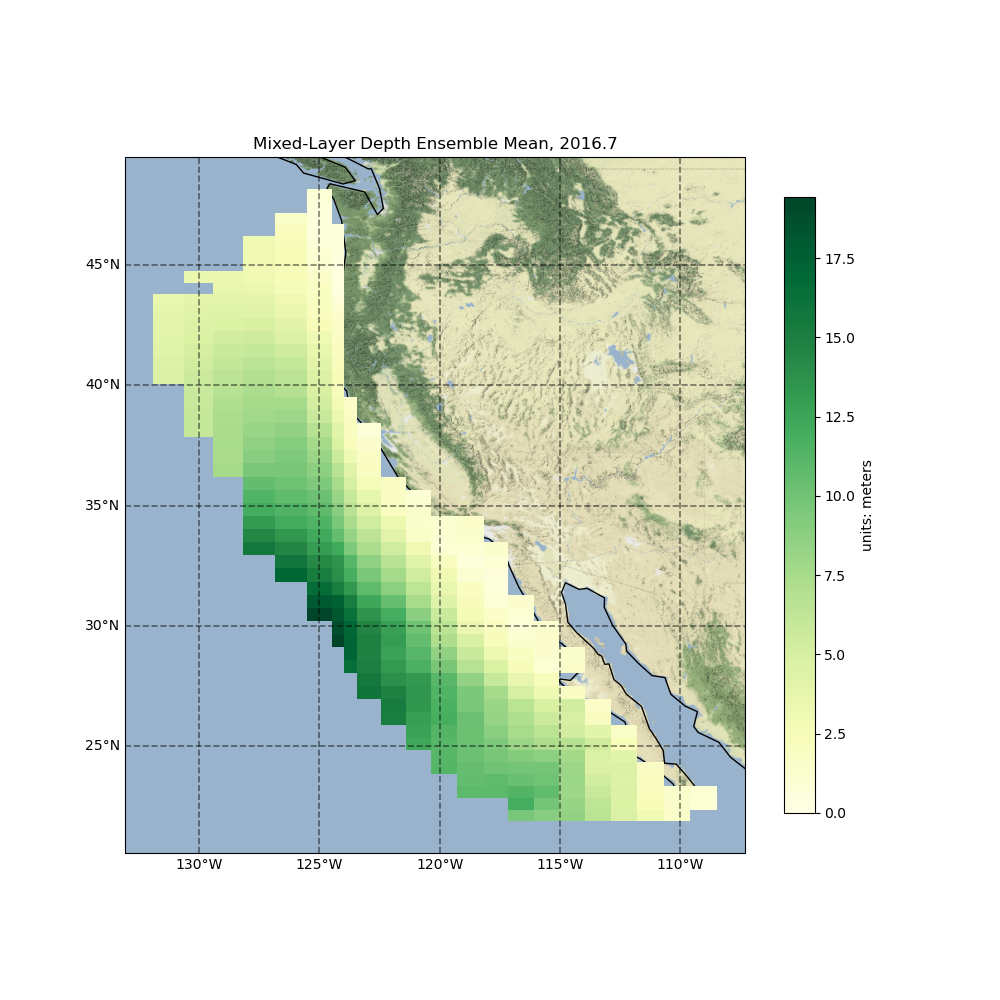 Mixed-Layer Depth Ensemble Mean, 2016.7
45°N
40°N
35°N
30°N
25°N
130°W
125°W
120°W
115°W
110°W
17.5
15.0
12.5
10.0
7.5
5.0
2.5
0.0
units: meters